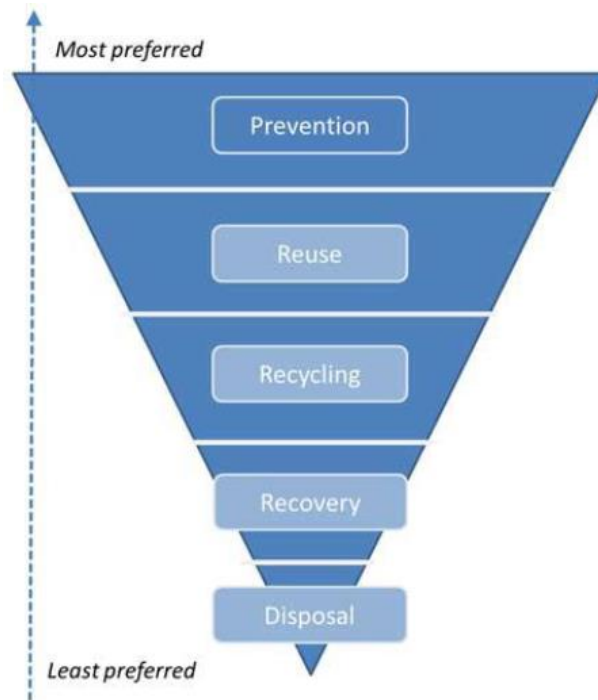 Most preferred
Prevention
Reuse
Recycling
Recovery
Disposal
Least preferred